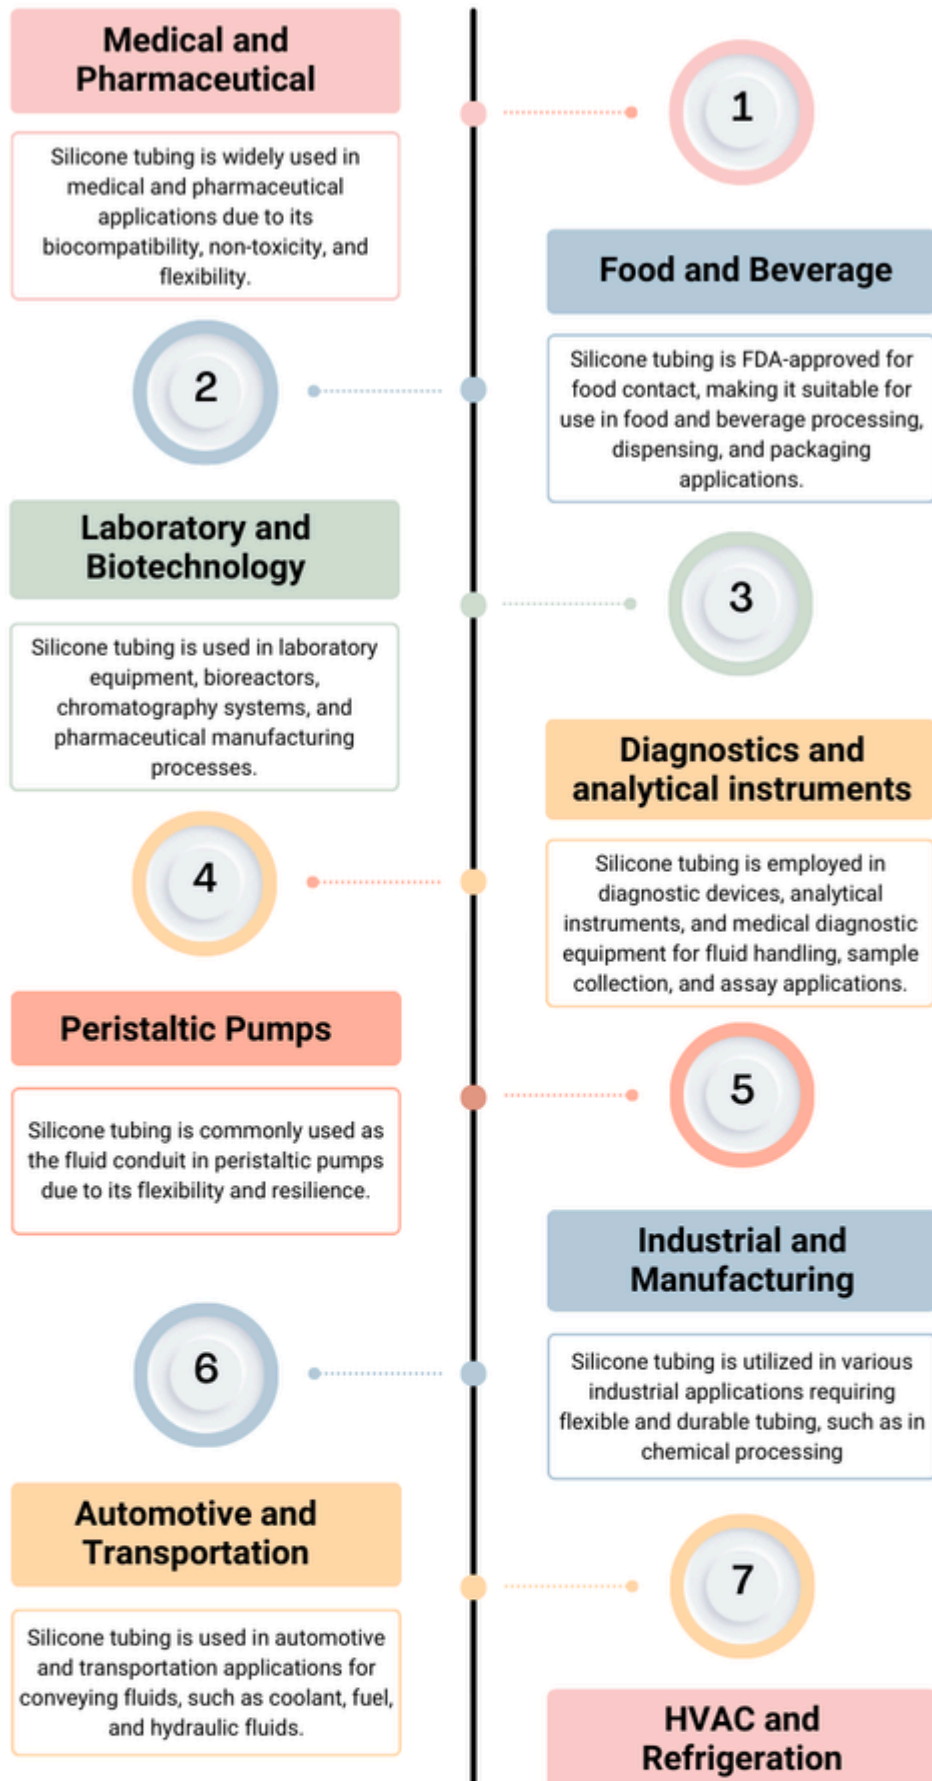 Medical and
Pharmaceutical
1
Silicone tubing is widely used in
medical and pharmaceutical
applications due to its
biocompatibility, non-toxicity, and
flexibility.
Food and Beverage
2
Silicone tubing is FDA-approved for
food contact, making it suitable for
use in food and beverage processing,
dispensing, and packaging
applications.
Laboratory and
Biotechnology
3
Silicone tubing is used in laboratory
equipment, bioreactors,
chromatography systems, and
pharmaceutical manufacturing
processes.
Diagnostics and
analytical instruments
4
Silicone tubing is employed in
diagnostic devices, analytical
instruments, and medical diagnostic
equipment for fluid handling, sample
collection, and assay applications.
Peristaltic Pumps
5
Silicone tubing is commonly used as
the fluid conduit in peristaltic pumps
due to its flexibility and resilience.
Industrial and
Manufacturing
6
Silicone tubing is utilized in various
industrial applications requiring
flexible and durable tubing, such as in
chemical processing
Automotive and
Transportation
7
Silicone tubing is used in automotive
and transportation applications for
conveying fluids, such as coolant, fuel,
and hydraulic fluids.
HVAC and
Refrigeration